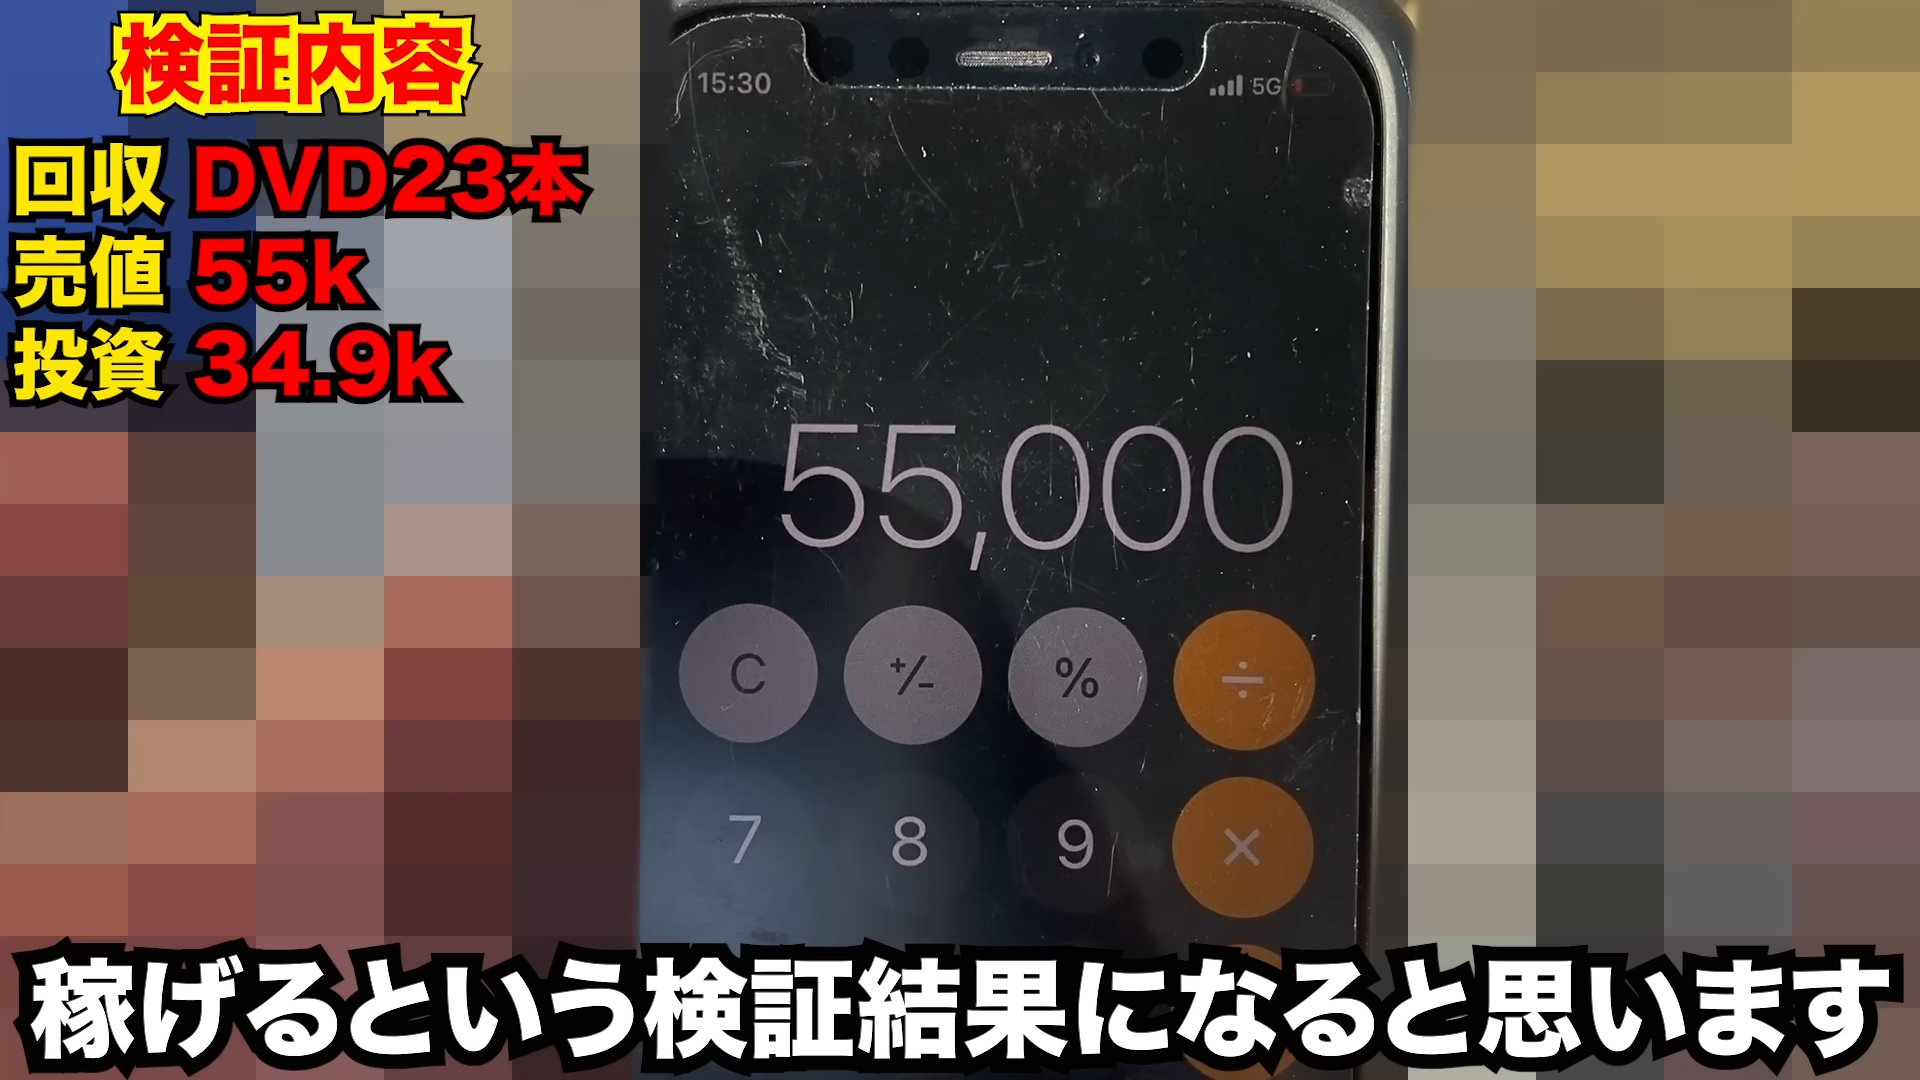 検証内容
回収 DVD23本
売値 55k
投資 34.9k
15:30 5G
55,000
C +/- % ÷
7 8 9 ×
稼げるという検証結果になると思います